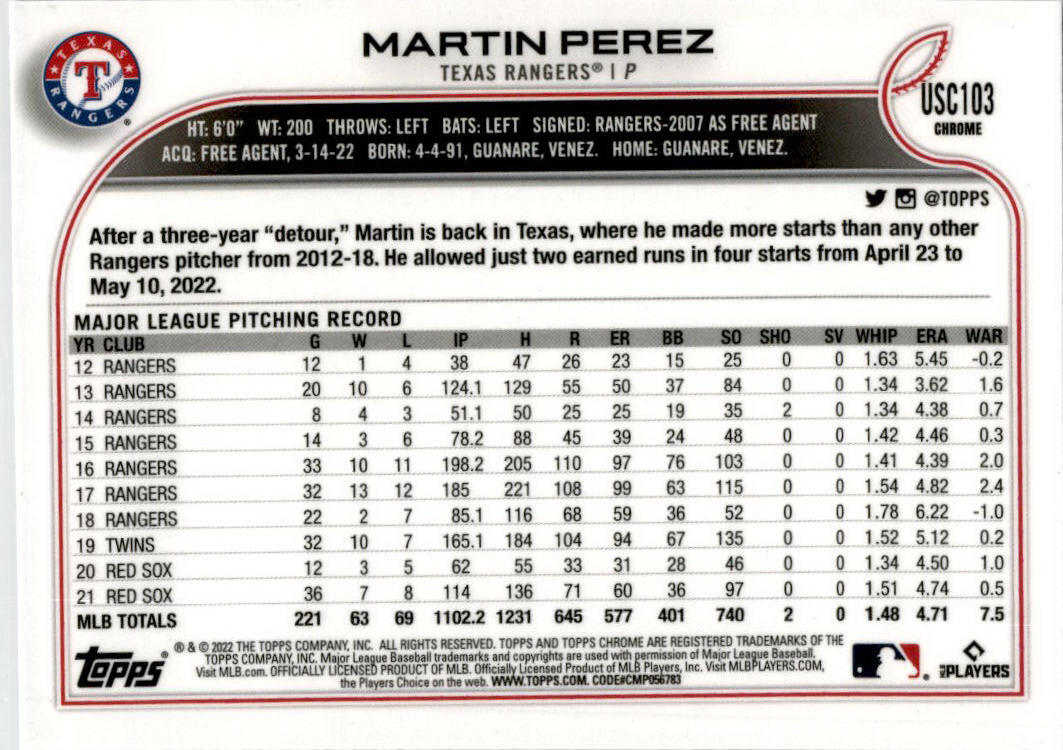 TEXAS RANGERS
T
®
MARTIN PEREZ
TEXAS RANGERS® | P
USC103
CHROME
HT: 6'0" WT: 200 THROWS: LEFT BATS: LEFT SIGNED: RANGERS-2007 AS FREE AGENT
ACQ: FREE AGENT, 3-14-22 BORN: 4-4-91, GUANARE, VENEZ. HOME: GUANARE, VENEZ.
@TOPPS
After a three-year “detour,” Martin is back in Texas, where he made more starts than any other
Rangers pitcher from 2012-18. He allowed just two earned runs in four starts from April 23 to
May 10, 2022.
MAJOR LEAGUE PITCHING RECORD
YR CLUB G W L IP H R ER BB SO SHO SV WHIP ERA WAR
12 RANGERS 12 1 4 38 47 26 23 15 25 0 0 1.63 5.45 -0.2
13 RANGERS 20 10 6 124.1 129 55 50 37 84 0 0 1.34 3.62 1.6
14 RANGERS 8 4 3 51.1 50 25 25 19 35 2 0 1.34 4.38 0.7
15 RANGERS 14 3 6 78.2 88 45 39 24 48 0 0 1.42 4.46 0.3
16 RANGERS 33 10 11 198.2 205 110 97 76 103 0 0 1.41 4.39 2.0
17 RANGERS 32 13 12 185 221 108 99 63 115 0 0 1.54 4.82 2.4
18 RANGERS 22 2 7 85.1 116 68 59 36 52 0 0 1.78 6.22 -1.0
19 TWINS 32 10 7 165.1 184 104 94 67 135 0 0 1.52 5.12 0.2
20 RED SOX 12 3 5 62 55 33 31 28 46 0 0 1.34 4.50 1.0
21 RED SOX 36 7 8 114 136 71 60 36 97 0 0 1.51 4.74 0.5
MLB TOTALS 221 63 69 1102.2 1231 645 577 401 740 2 0 1.48 4.71 7.5
TOPPS®
® & © 2022 THE TOPPS COMPANY, INC. ALL RIGHTS RESERVED. TOPPS AND TOPPS CHROME ARE REGISTERED TRADEMARKS OF THE
TOPPS COMPANY, INC. Major League Baseball trademarks and copyrights are used with permission of Major League Baseball.
Visit MLB.com. OFFICIALLY LICENSED PRODUCT OF MLB. Officially Licensed Product of MLB Players, Inc. Visit MLBPLAYERS.COM,
the Players Choice on the web. WWW.TOPPS.COM. CODE#CMP056783
®
MLB PLAYERS